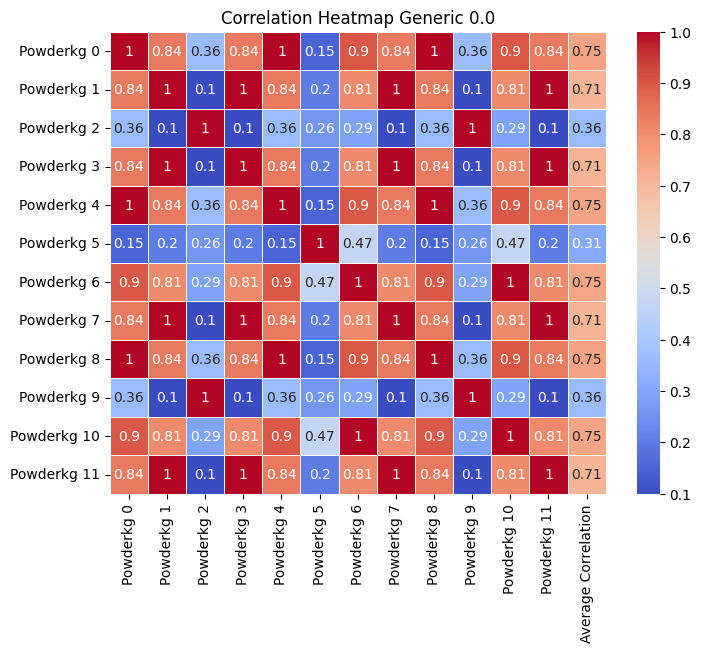 Correlation Heatmap Generic 0.0
Powderkg 0 1 0.84 0.36 0.84 1 0.15 0.9 0.84 1 0.36 0.9 0.84 0.75
Powderkg 1 0.84 1 0.1 1 0.84 0.2 0.81 1 0.84 0.1 0.81 1 0.71
Powderkg 2 0.36 0.1 1 0.1 0.36 0.26 0.29 0.1 0.36 1 0.29 0.1 0.36
Powderkg 3 0.84 1 0.1 1 0.84 0.2 0.81 1 0.84 0.1 0.81 1 0.71
Powderkg 4 1 0.84 0.36 0.84 1 0.15 0.9 0.84 1 0.36 0.9 0.84 0.75
Powderkg 5 0.15 0.2 0.26 0.2 0.15 1 0.47 0.2 0.15 0.26 0.47 0.2 0.31
Powderkg 6 0.9 0.81 0.29 0.81 0.9 0.47 1 0.81 0.9 0.29 1 0.81 0.75
Powderkg 7 0.84 1 0.1 1 0.84 0.2 0.81 1 0.84 0.1 0.81 1 0.71
Powderkg 8 1 0.84 0.36 0.84 1 0.15 0.9 0.84 1 0.36 0.9 0.84 0.75
Powderkg 9 0.36 0.1 1 0.1 0.36 0.26 0.29 0.1 0.36 1 0.29 0.1 0.36
Powderkg 10 0.9 0.81 0.29 0.81 0.9 0.47 1 0.81 0.9 0.29 1 0.81 0.75
Powderkg 11 0.84 1 0.1 1 0.84 0.2 0.81 1 0.84 0.1 0.81 1 0.71
Powderkg 0
Powderkg 1
Powderkg 2
Powderkg 3
Powderkg 4
Powderkg 5
Powderkg 6
Powderkg 7
Powderkg 8
Powderkg 9
Powderkg 10
Powderkg 11
Average Correlation
1.0
0.9
0.8
0.7
0.6
0.5
0.4
0.3
0.2
0.1